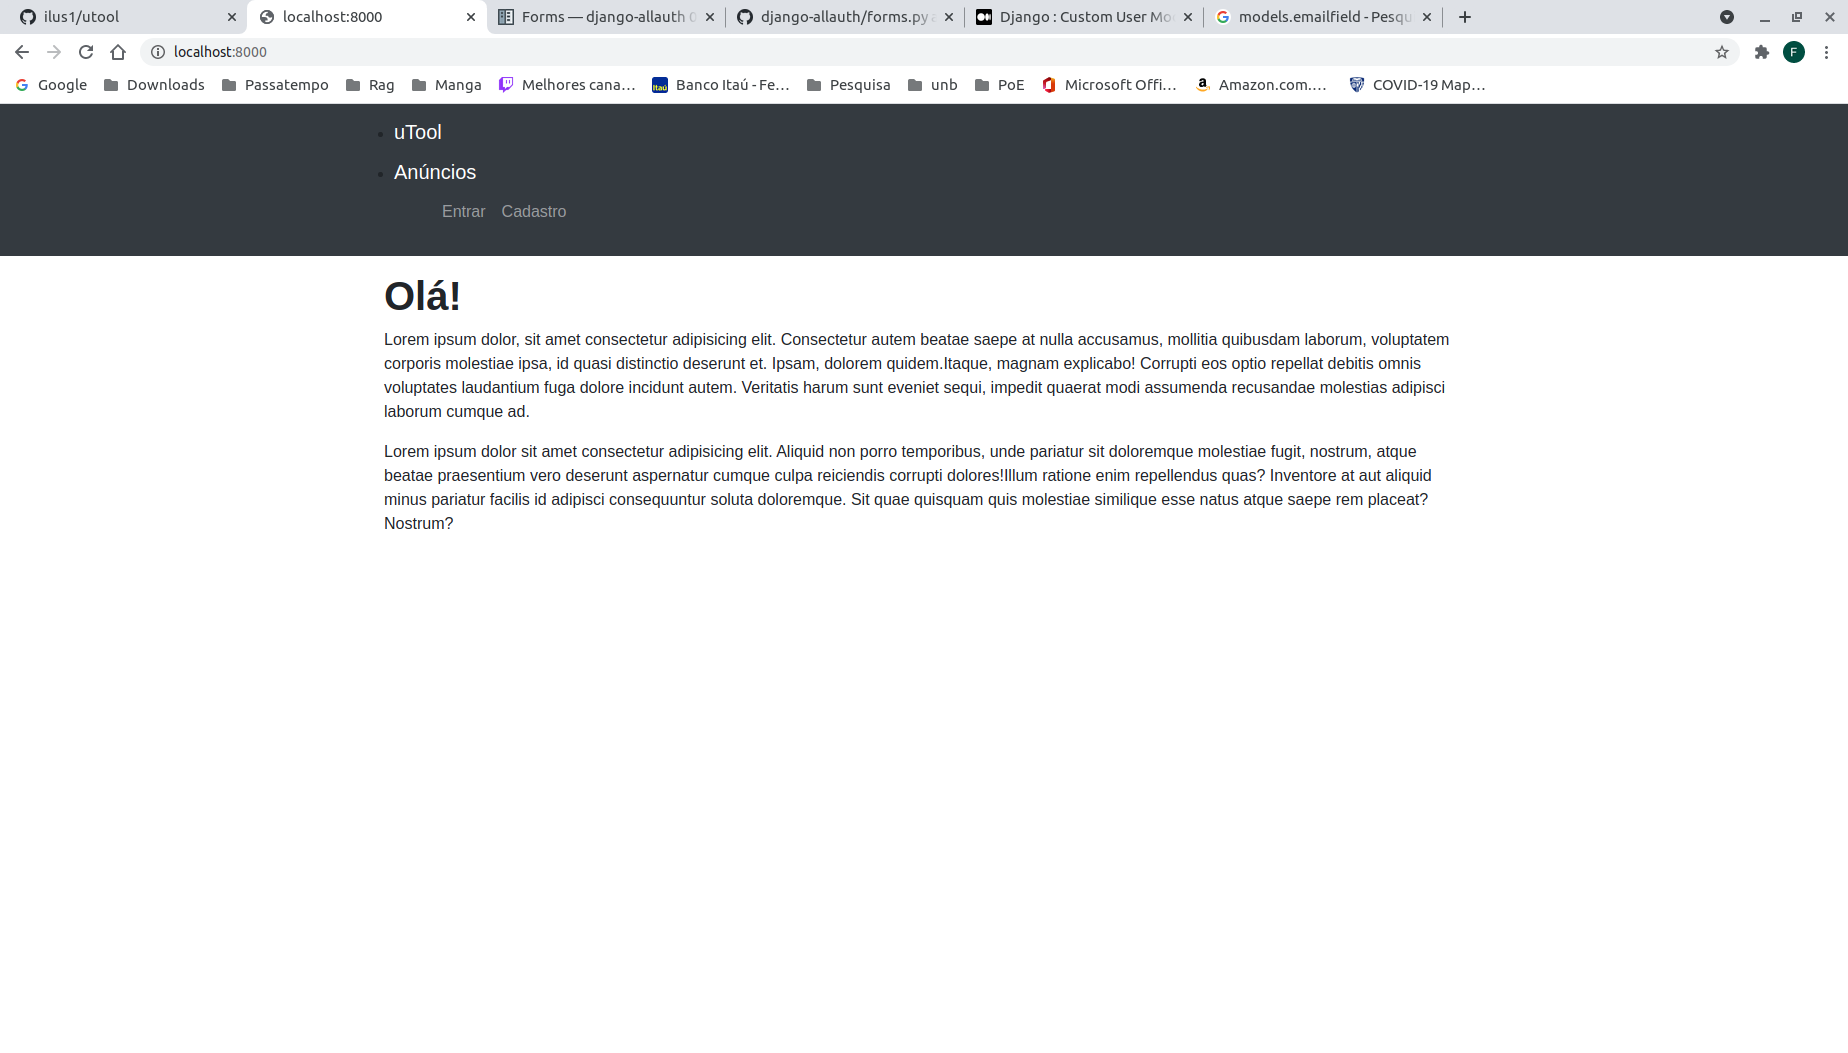 ilus1/utool
localhost:8000
Forms — django-allauth 0
django-allauth/forms.py a
Django : Custom User Mo
models.emailfield - Pesqu
localhost:8000
F
Google
Downloads
Passatempo
Rag
Manga
Melhores cana…
Itaú
Banco Itaú - Fe…
Pesquisa
unb
PoE
Microsoft Offi…
Amazon.com.…
COVID-19 Map…
uTool
Anúncios
Entrar Cadastro
Olá!
Lorem ipsum dolor, sit amet consectetur adipisicing elit. Consectetur autem beatae saepe at nulla accusamus, mollitia quibusdam laborum, voluptatem
corporis molestiae ipsa, id quasi distinctio deserunt et. Ipsam, dolorem quidem.Itaque, magnam explicabo! Corrupti eos optio repellat debitis omnis
voluptates laudantium fuga dolore incidunt autem. Veritatis harum sunt eveniet sequi, impedit quaerat modi assumenda recusandae molestias adipisci
laborum cumque ad.
Lorem ipsum dolor sit amet consectetur adipisicing elit. Aliquid non porro temporibus, unde pariatur sit doloremque molestiae fugit, nostrum, atque
beatae praesentium vero deserunt aspernatur cumque culpa reiciendis corrupti dolores!Illum ratione enim repellendus quas? Inventore at aut aliquid
minus pariatur facilis id adipisci consequuntur soluta doloremque. Sit quae quisquam quis molestiae similique esse natus atque saepe rem placeat?
Nostrum?